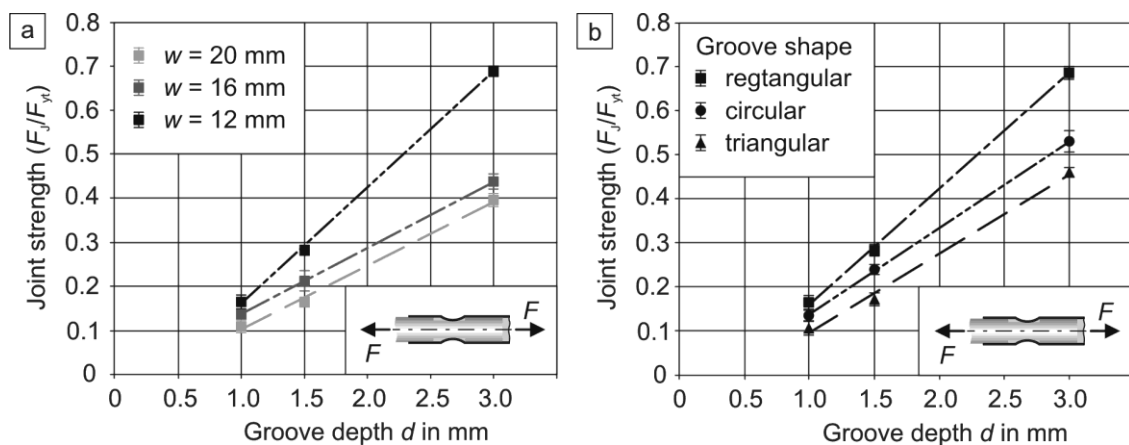 a
Joint strength (FJ/Fyt)
0.8
0.7
0.6
0.5
0.4
0.3
0.2
0.1
0
w = 20 mm
w = 16 mm
w = 12 mm
F
F
0 0.5 1.0 1.5 2.0 2.5 3.0
Groove depth d in mm
b
Joint strength (FJ/Fyt)
0.8
0.7
0.6
0.5
0.4
0.3
0.2
0.1
0
Groove shape
regtangular
circular
triangular
F
F
0 0.5 1.0 1.5 2.0 2.5 3.0
Groove depth d in mm